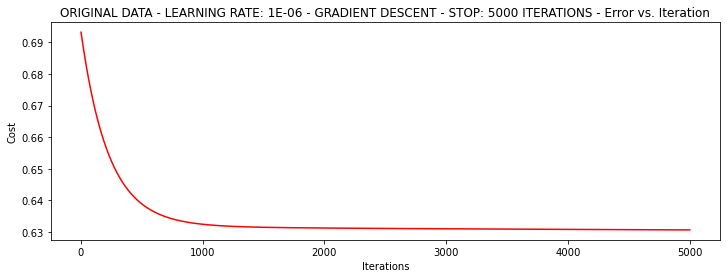 ORIGINAL DATA - LEARNING RATE: 1E-06 - GRADIENT DESCENT - STOP: 5000 ITERATIONS - Error vs. Iteration
0.69
0.68
0.67
0.66
0.65
0.64
0.63
Cost
0 1000 2000 3000 4000 5000
Iterations